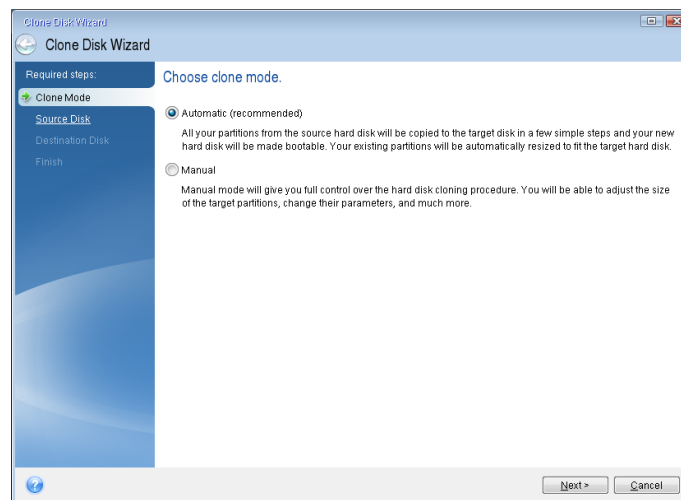 Clone Disk Wizard
Clone Disk Wizard
Required steps:
Clone Mode
Source Disk
Destination Disk
Finish
Choose clone mode.
Automatic (recommended)
All your partitions from the source hard disk will be copied to the target disk in a few simple steps and your new
hard disk will be made bootable. Your existing partitions will be automatically resized to fit the target hard disk.
Manual
Manual mode will give you full control over the hard disk cloning procedure. You will be able to adjust the size
of the target partitions, change their parameters, and much more.
?
Next >
Cancel